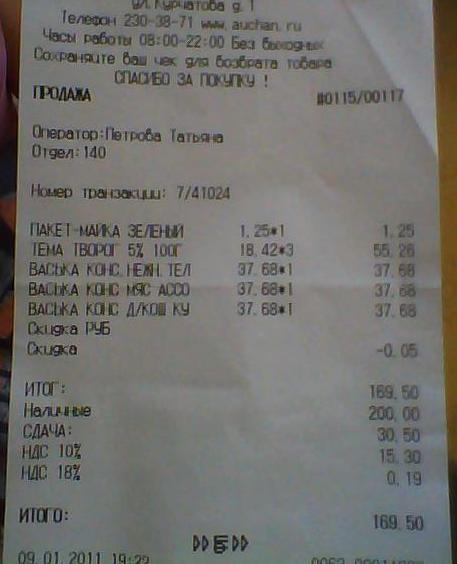 ул. Курчатова д. 1
Телефон 230-38-71 www.auchan.ru
Часы работы 08:00-22:00 Без выходных
Сохраняйте ваш чек для возврата товара
СПАСИБО ЗА ПОКУПКУ !
ПРОДАЖА #0115/00117
Оператор:Петрова Татьяна
Отдел:140
Номер транзакции: 7/41024
ПАКЕТ-МАЙКА ЗЕЛЕНЫЙ 1.25*1 1.25
ТЕМА ТВОРОГ 5% 100Г 18.42*3 55.26
ВАСЬКА КОНС.НЕЖН.ТЕЛ 37.68*1 37.68
ВАСЬКА КОНС МЯС АССО 37.68*1 37.68
ВАСЬКА КОНС Д/КОШ КУ 37.68*1 37.68
Скидка РУБ
Скидка -0.05
ИТОГ: 169.50
Наличные 200.00
СДАЧА: 30.50
НДС 10% 15.30
НДС 18% 0.19
ИТОГО: 169.50
09.01.2011 19:22